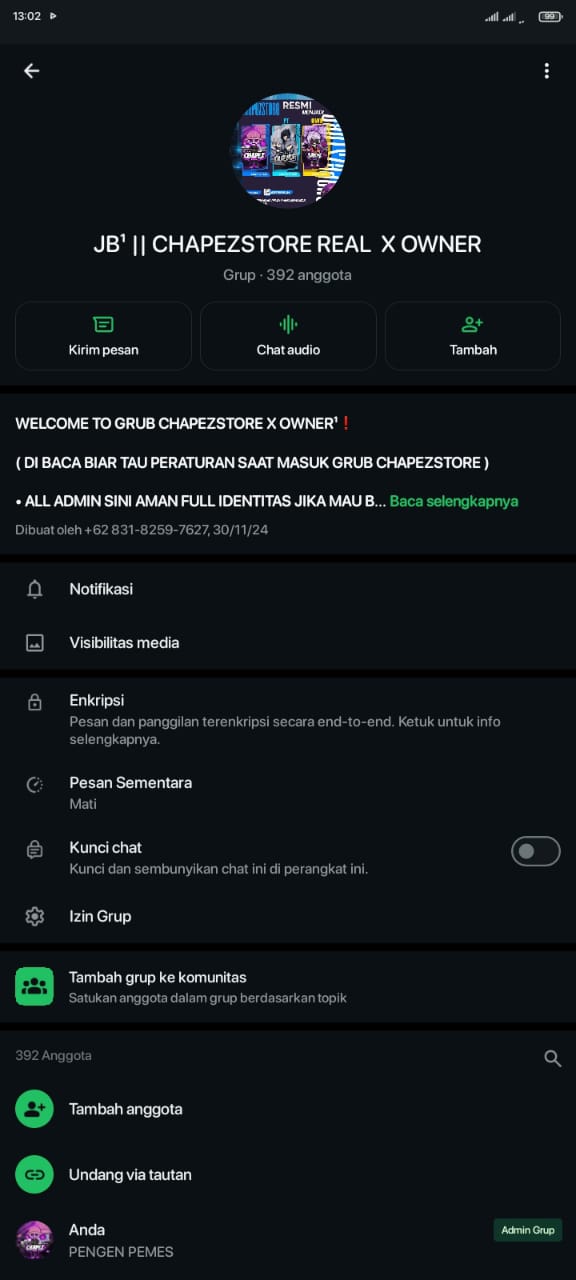 13:02
99
RESMI
JB¹ || CHAPEZSTORE REAL X OWNER
Grup · 392 anggota
Kirim pesan
Chat audio
Tambah
WELCOME TO GRUB CHAPEZSTORE X OWNER¹❗
( DI BACA BIAR TAU PERATURAN SAAT MASUK GRUB CHAPEZSTORE )
• ALL ADMIN SINI AMAN FULL IDENTITAS JIKA MAU B... Baca selengkapnya
Dibuat oleh +62 831-8259-7627, 30/11/24
Notifikasi
Visibilitas media
Enkripsi
Pesan dan panggilan terenkripsi secara end-to-end. Ketuk untuk info
selengkapnya.
Pesan Sementara
Mati
Kunci chat
Kunci dan sembunyikan chat ini di perangkat ini.
Izin Grup
Tambah grup ke komunitas
Satukan anggota dalam grup berdasarkan topik
392 Anggota
Tambah anggota
Undang via tautan
Anda
Admin Grup
PENGEN PEMES